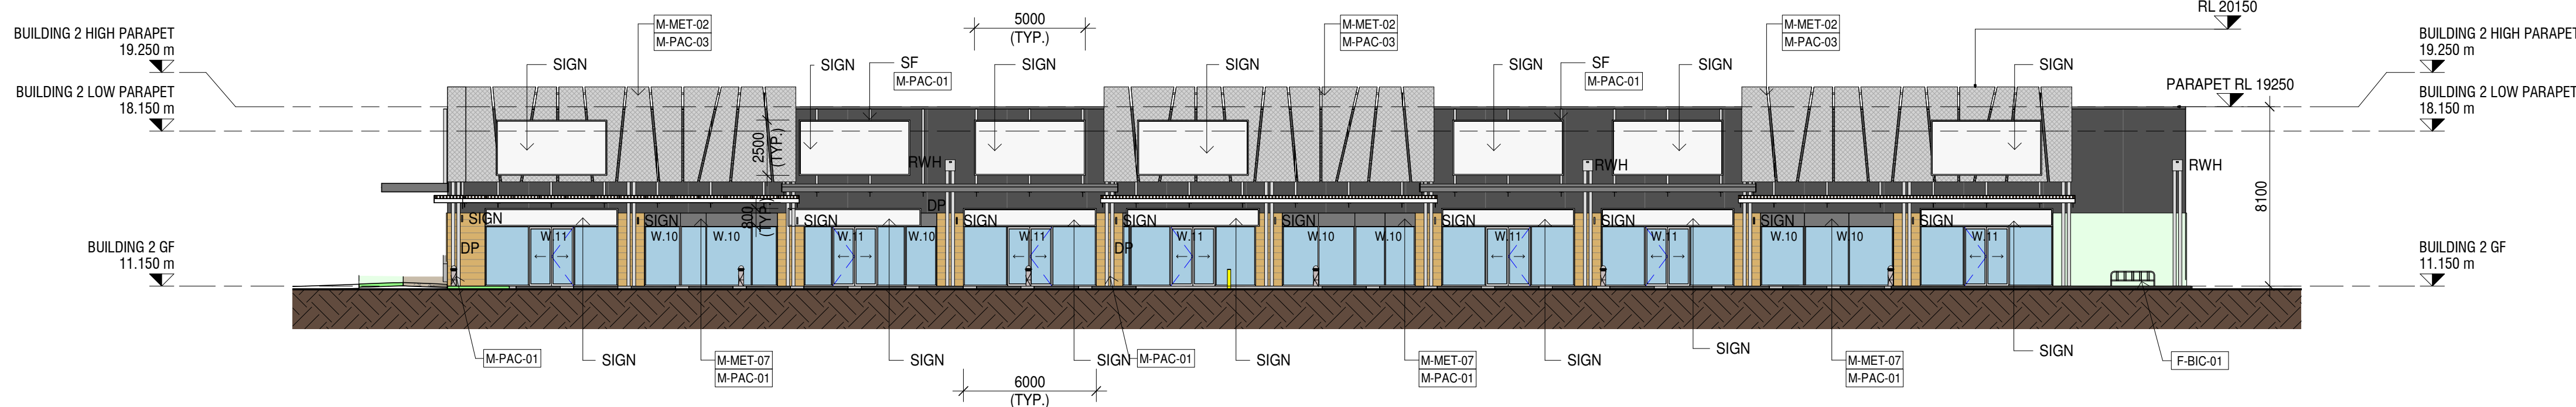 RL 20150
M-MET-02
M-PAC-03
5000
(TYP.)
M-MET-02
M-PAC-03
M-MET-02
M-PAC-03
BUILDING 2 HIGH PARAPET
19.250 m
BUILDING 2 HIGH PARAPET
19.250 m
SIGN
SIGN
SF
M-PAC-01
SIGN
SIGN
SIGN
SF
M-PAC-01
SIGN
SIGN
BUILDING 2 LOW PARAPET
18.150 m
PARAPET RL 19250
BUILDING 2 LOW PARAPET
18.150 m
2500
(TYP.)
RWH
RWH
RWH
8100
800
(TYP.)
DP
SIGN
SIGN
SIGN
SIGN
SIGN
SIGN
SIGN
SIGN
SIGN
SIGN
W.11
W.10
W.10
W.11
W.10
W.11
W.11
W.10
W.10
W.11
W.11
W.10
W.10
W.11
DP
DP
BUILDING 2 GF
11.150 m
BUILDING 2 GF
11.150 m
M-PAC-01
SIGN
M-MET-07
M-PAC-01
SIGN
SIGN
M-PAC-01
SIGN
M-MET-07
M-PAC-01
SIGN
SIGN
M-MET-07
M-PAC-01
SIGN
F-BIC-01
6000
(TYP.)